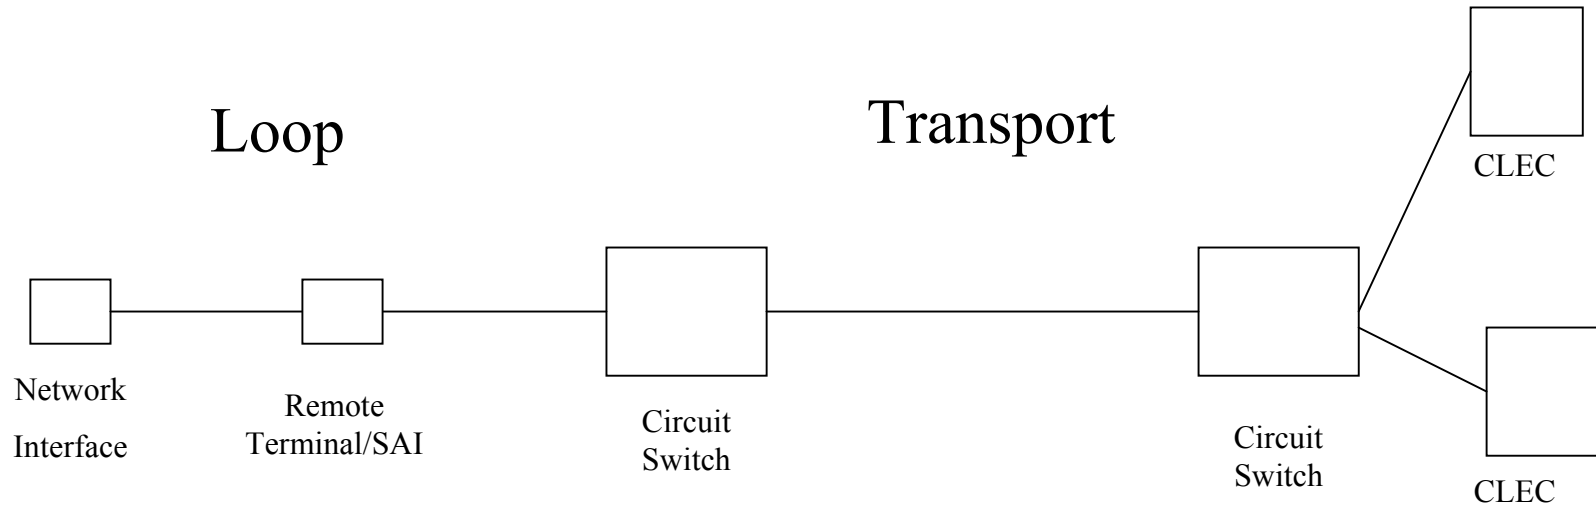 Loop
Transport
CLEC
Network
Interface
Remote
Terminal/SAI
Circuit
Switch
Circuit
Switch
CLEC